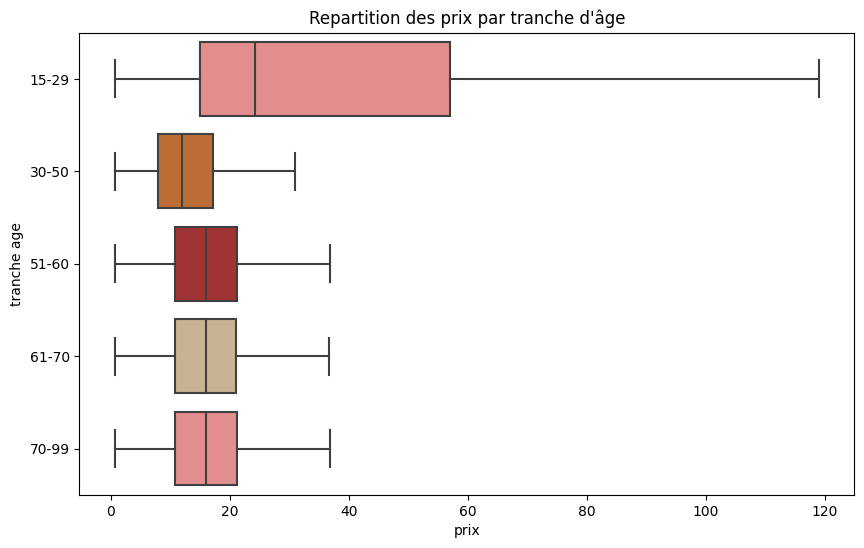 Repartition des prix par tranche d'âge
tranche age
15-29
30-50
51-60
61-70
70-99
0 20 40 60 80 100 120
prix